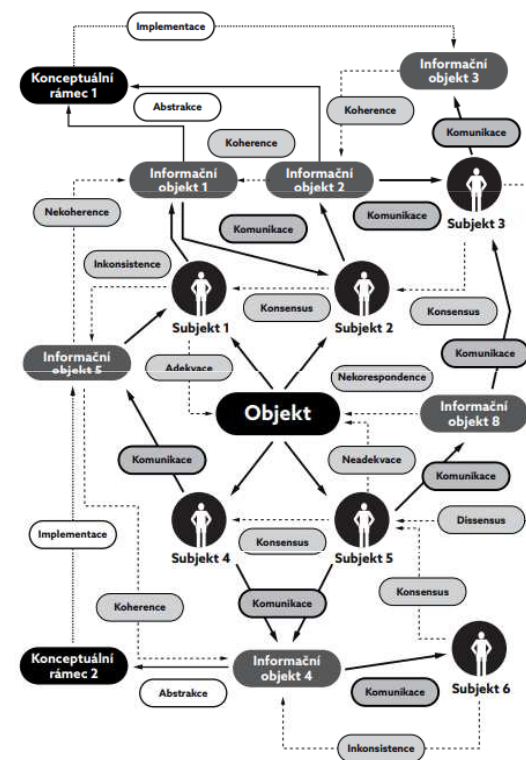 Implementace
Konceptuální
rámec 1
Informační
objekt 3
Abstrakce
Koherence
Komunikace
Koherence
Informační
objekt 1
Informační
objekt 2
Subjekt 3
Nekoherence
Komunikace
Komunikace
Inkonsistence
Konsensus
Konsensus
Subjekt 1
Subjekt 2
Informační
objekt 5
Adekvace
Komunikace
Nekorespondence
Objekt
Informační
objekt 8
Komunikace
Neadekvace
Komunikace
Implementace
Subjekt 4
Konsensus
Subjekt 5
Dissensus
Koherence
Komunikace
Konsensus
Konceptuální
rámec 2
Informační
objekt 4
Abstrakce
Komunikace
Subjekt 6
Inkonsistence